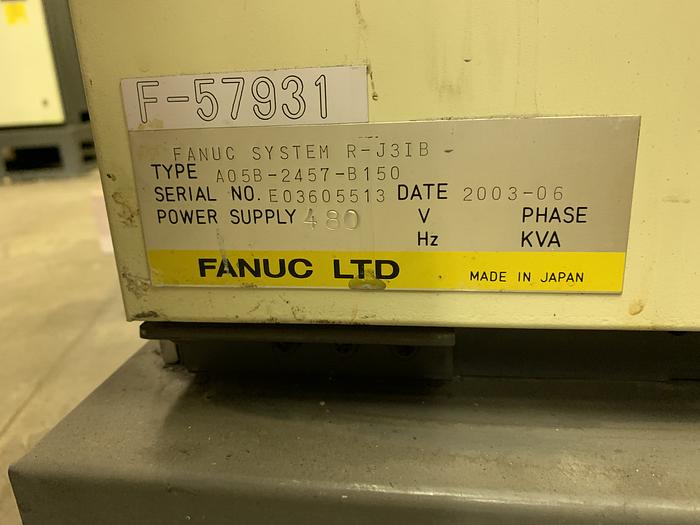 F-57931
FANUC SYSTEM R-J3IB
TYPE A05B-2457-B150
SERIAL NO. E03605513 DATE 2003-06
POWER SUPPLY 480 V PHASE
Hz KVA
FANUC LTD MADE IN JAPAN